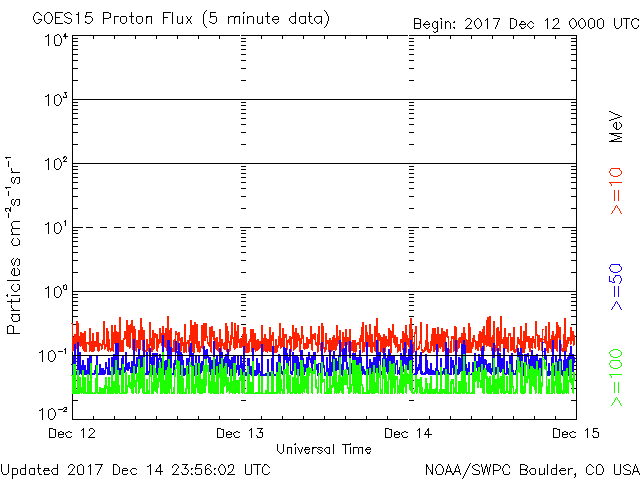 GOES15 Proton Flux (5 minute data)
Begin: 2017 Dec 12 0000 UTC
Particles cm⁻²s⁻¹sr⁻¹
10⁴
10³
10²
10¹
10⁰
10⁻¹
10⁻²
Dec 12 Dec 13 Dec 14 Dec 15
Universal Time
MeV
>=10
>=50
>=100
Updated 2017 Dec 14 23:56:02 UTC
NOAA/SWPC Boulder, CO USA